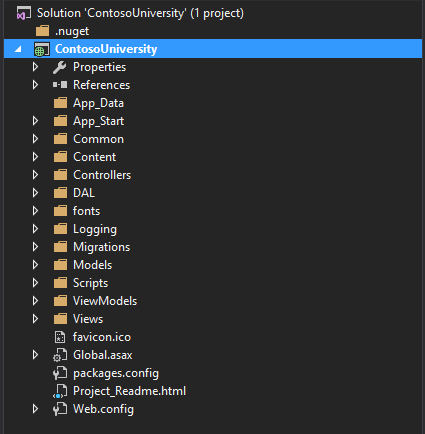 Solution 'ContosoUniversity' (1 project)
.nuget
ContosoUniversity
Properties
References
App_Data
App_Start
Common
Content
Controllers
DAL
fonts
Logging
Migrations
Models
Scripts
ViewModels
Views
favicon.ico
Global.asax
packages.config
Project_Readme.html
Web.config